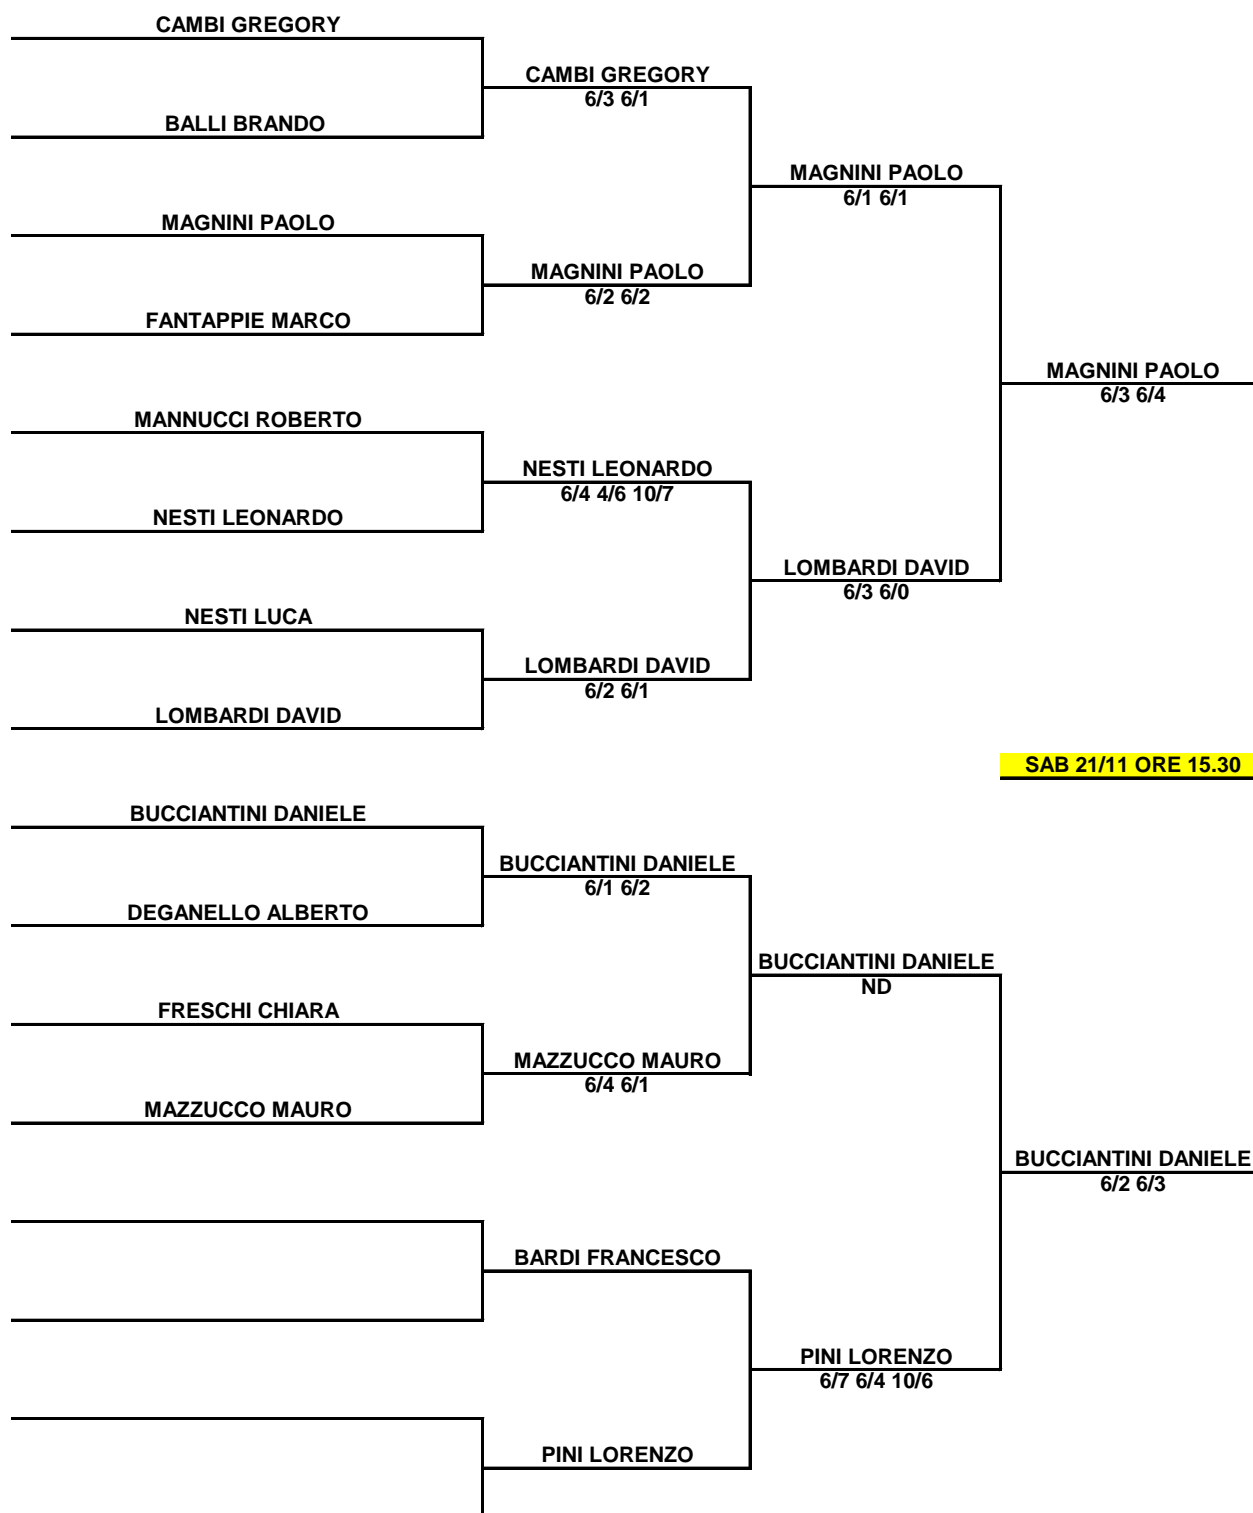 CAMBI GREGORY
CAMBI GREGORY
6/3 6/1
BALLI BRANDO
MAGNINI PAOLO
6/1 6/1
MAGNINI PAOLO
MAGNINI PAOLO
6/2 6/2
FANTAPPIE MARCO
MAGNINI PAOLO
6/3 6/4
MANNUCCI ROBERTO
NESTI LEONARDO
6/4 4/6 10/7
NESTI LEONARDO
LOMBARDI DAVID
6/3 6/0
NESTI LUCA
LOMBARDI DAVID
6/2 6/1
LOMBARDI DAVID
SAB 21/11 ORE 15.30
BUCCIANTINI DANIELE
BUCCIANTINI DANIELE
6/1 6/2
DEGANELLO ALBERTO
BUCCIANTINI DANIELE
ND
FRESCHI CHIARA
MAZZUCCO MAURO
6/4 6/1
MAZZUCCO MAURO
BUCCIANTINI DANIELE
6/2 6/3
BARDI FRANCESCO
PINI LORENZO
6/7 6/4 10/6
PINI LORENZO